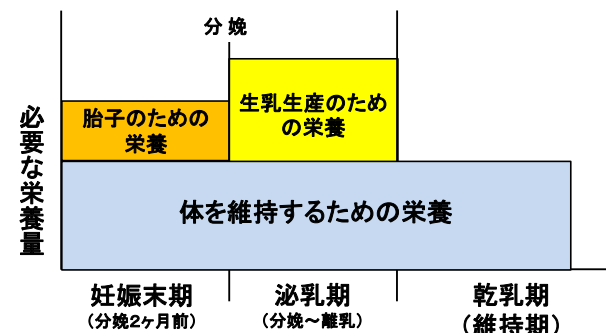 分娩
胎子のための
栄養
生乳生産のため
の栄養
必要な栄養量
体を維持するための栄養
妊娠末期
(分娩2ヶ月前)
泌乳期
(分娩～離乳)
乾乳期
(維持期)